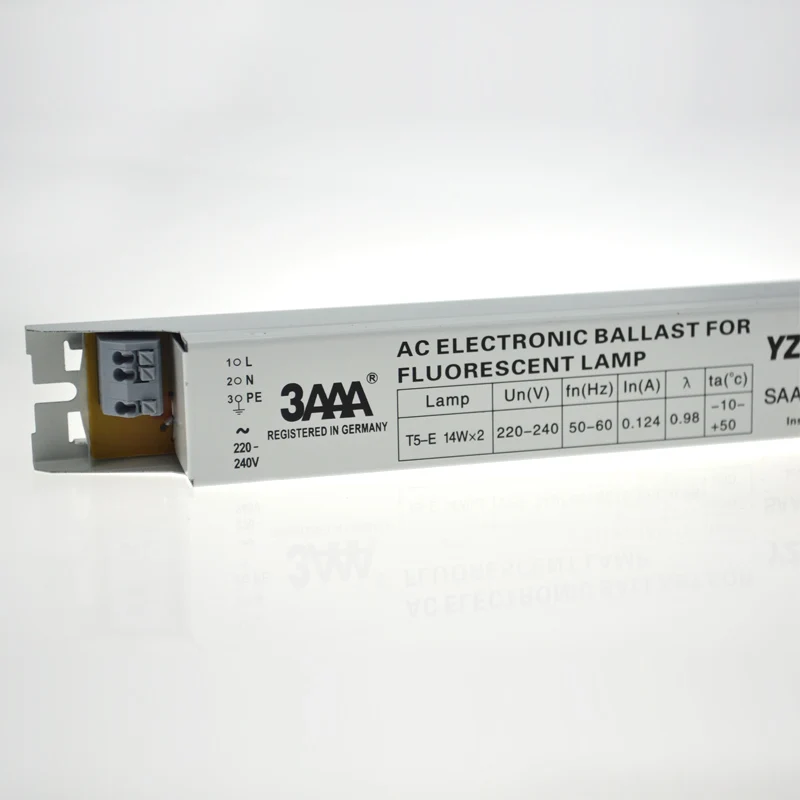 1 L
2 N
3 PE
~
220-
240V
3AAA®
REGISTERED IN GERMANY
AC ELECTRONIC BALLAST FOR
FLUORESCENT LAMP
Lamp Un(V) fn(Hz) In(A) λ ta(°c)
T5-E 14W×2 220-240 50-60 0.124 0.98 -10-
+50
YZ
SAA